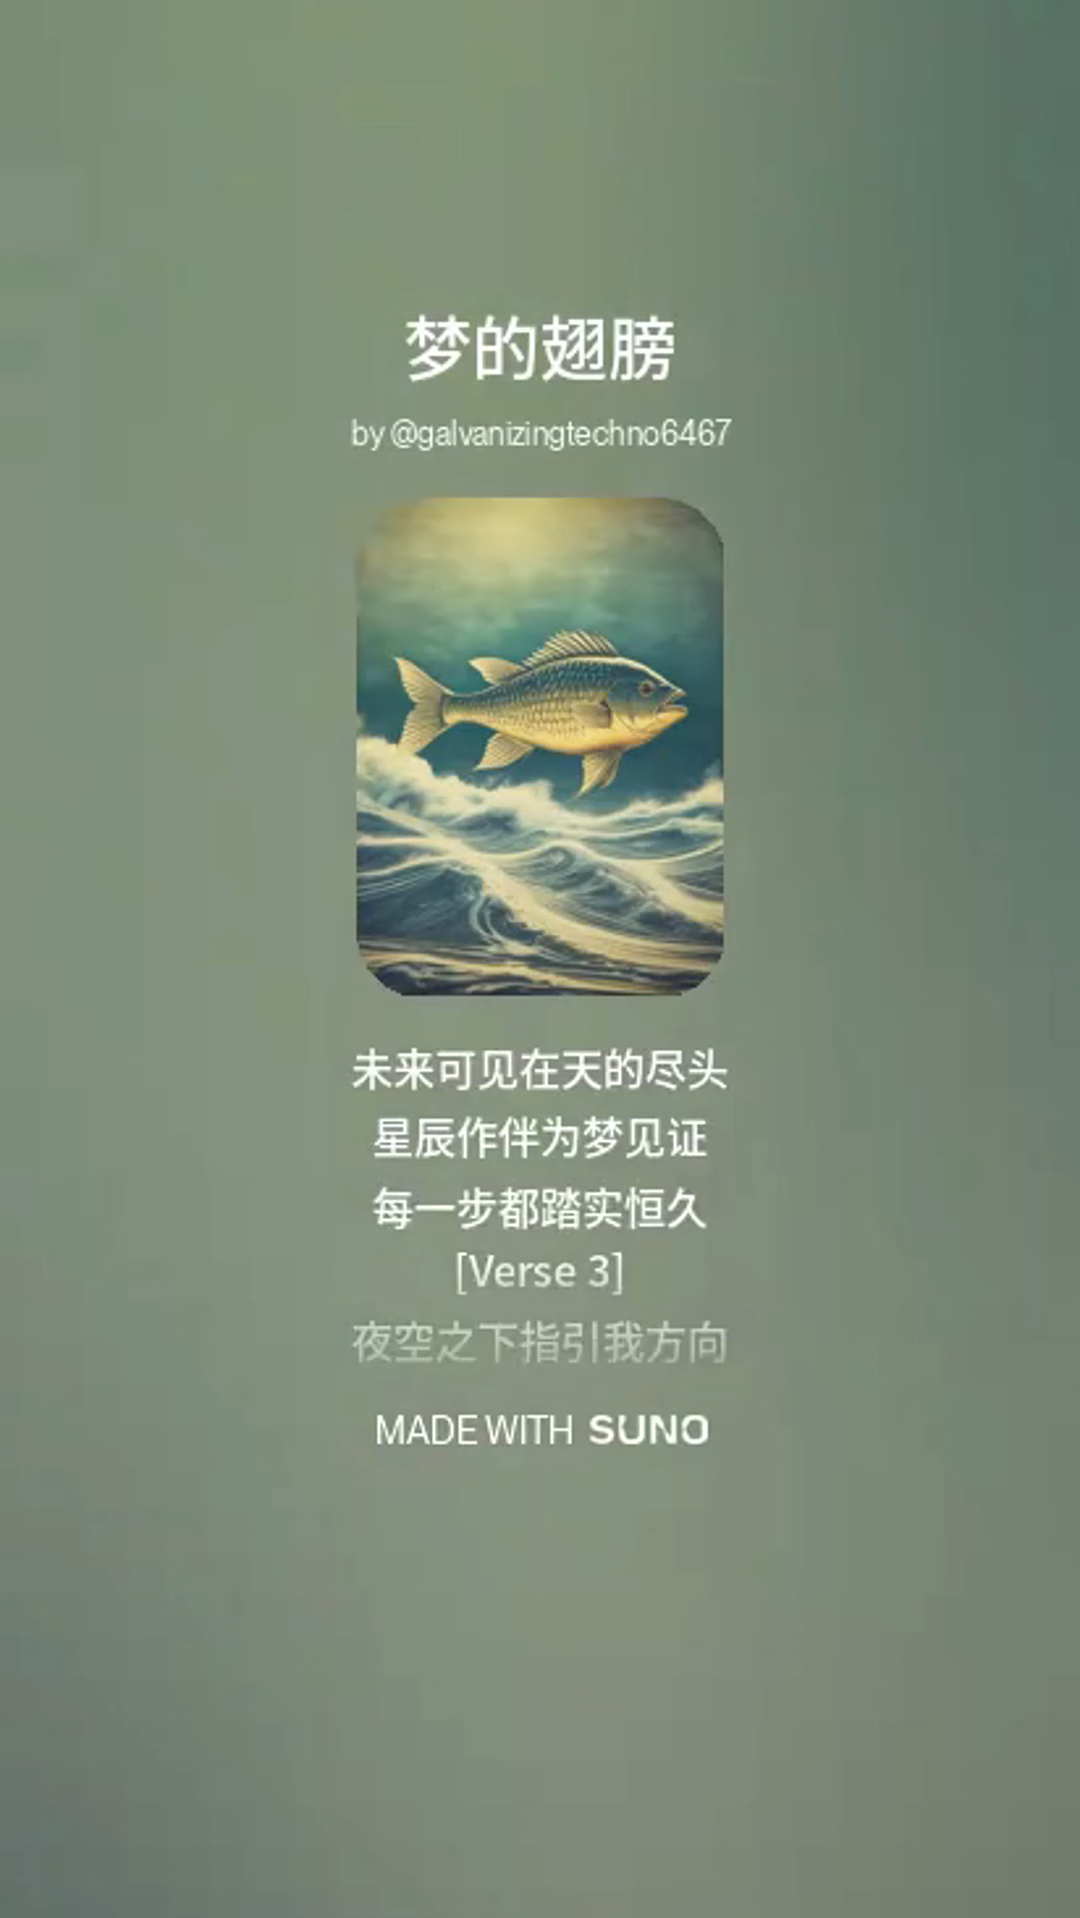 梦的翅膀
by @galvanizingtechno6467
未来可见在天的尽头
星辰作伴为梦见证
每一步都踏实恒久
[Verse 3]
夜空之下指引我方向
MADE WITH SUNO